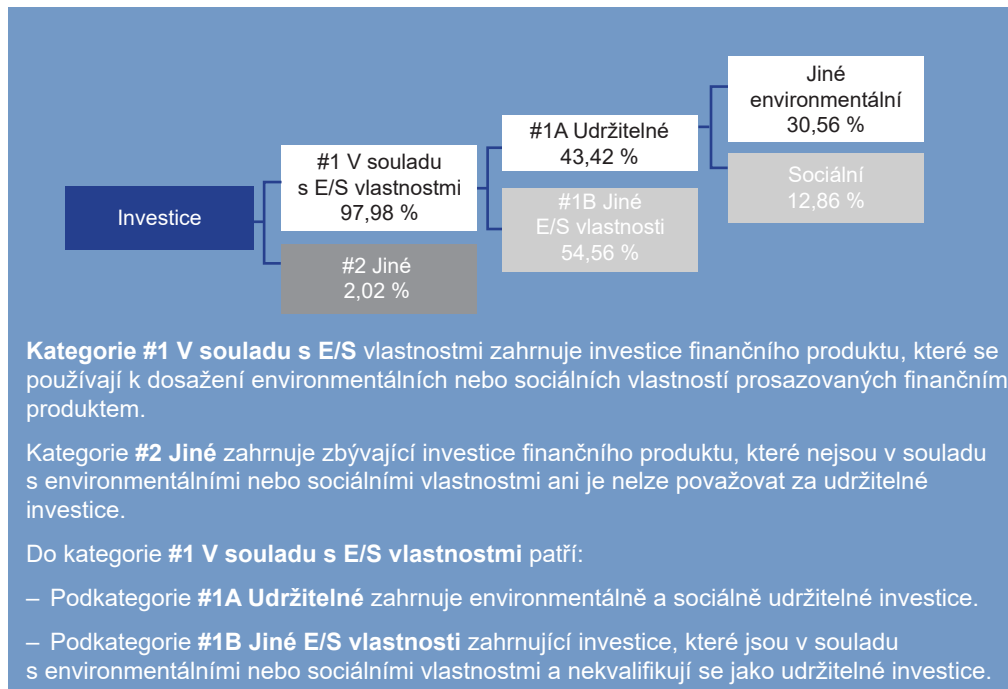 Jiné
environmentální
30,56 %
#1A Udržitelné
43,42 %
#1 V souladu
s E/S vlastnostmi
97,98 %
Sociální
12,86 %
#1B Jiné
E/S vlastnosti
54,56 %
Investice
#2 Jiné
2,02 %
Kategorie #1 V souladu s E/S vlastnostmi zahrnuje investice finančního produktu, které se
používají k dosažení environmentálních nebo sociálních vlastností prosazovaných finančním
produktem.
Kategorie #2 Jiné zahrnuje zbývající investice finančního produktu, které nejsou v souladu
s environmentálními nebo sociálními vlastnostmi ani je nelze považovat za udržitelné
investice.
Do kategorie #1 V souladu s E/S vlastnostmi patří:
– Podkategorie #1A Udržitelné zahrnuje environmentálně a sociálně udržitelné investice.
– Podkategorie #1B Jiné E/S vlastnosti zahrnující investice, které jsou v souladu
s environmentálními nebo sociálními vlastnostmi a nekvalifikují se jako udržitelné investice.